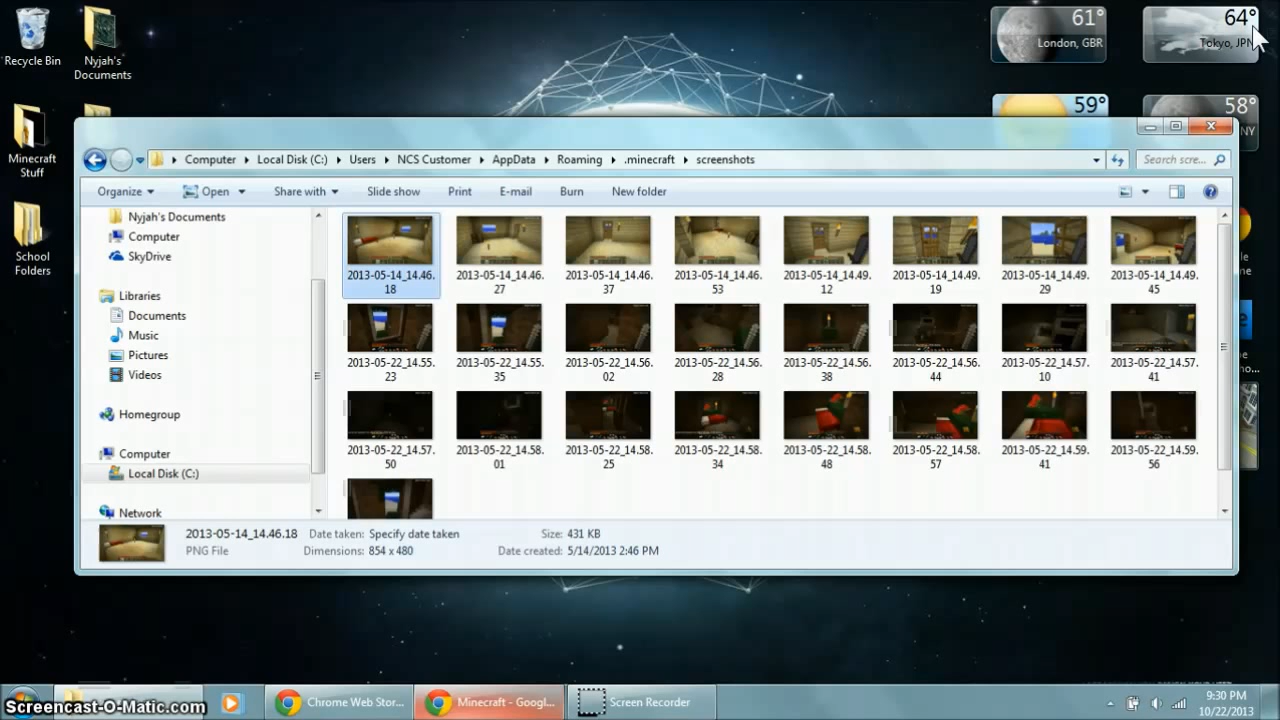 Recycle Bin
Nyjah's
Documents
61°
London, GBR
64°
Tokyo, JPN
Minecraft
Stuff
59°
58°
NY
School
Folders
Computer Local Disk (C:) Users NCS Customer AppData Roaming .minecraft screenshots
Search scre...
Organize Open Share with Slide show Print E-mail Burn New folder
Nyjah's Documents
Computer
SkyDrive
Libraries
Documents
Music
Pictures
Videos
Homegroup
Computer
Local Disk (C:)
Network
2013-05-14_14.46. 2013-05-14_14.46. 2013-05-14_14.46. 2013-05-14_14.46. 2013-05-14_14.49. 2013-05-14_14.49. 2013-05-14_14.49. 2013-05-14_14.49.
18 27 37 53 12 19 29 45
2013-05-22_14.55. 2013-05-22_14.55. 2013-05-22_14.56. 2013-05-22_14.56. 2013-05-22_14.56. 2013-05-22_14.56. 2013-05-22_14.57. 2013-05-22_14.57.
23 35 02 28 38 44 10 41
2013-05-22_14.57. 2013-05-22_14.58. 2013-05-22_14.58. 2013-05-22_14.58. 2013-05-22_14.58. 2013-05-22_14.58. 2013-05-22_14.59. 2013-05-22_14.59.
50 01 25 34 48 57 41 56
2013-05-14_14.46.18 Date taken: Specify date taken Size: 431 KB
PNG File Dimensions: 854 x 480 Date created: 5/14/2013 2:46 PM
Chrome Web Stor... Minecraft - Googl... Screen Recorder
9:30 PM
10/22/2013
Screencast-O-Matic.com